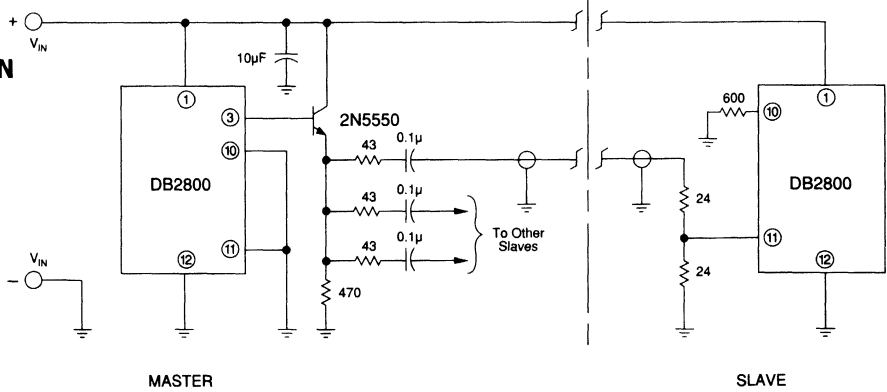 +
V_IN
N
10µF
①
③
2N5550
⑩
DB2800
⑪
⑫
43
0.1µ
43
0.1µ
43
0.1µ
To Other
Slaves
470
V_IN
−
600
⑩
①
DB2800
24
⑪
24
⑫
MASTER
SLAVE